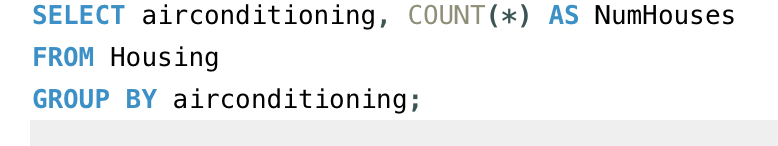 SELECT airconditioning, COUNT(*) AS NumHouses
FROM Housing
GROUP BY airconditioning;